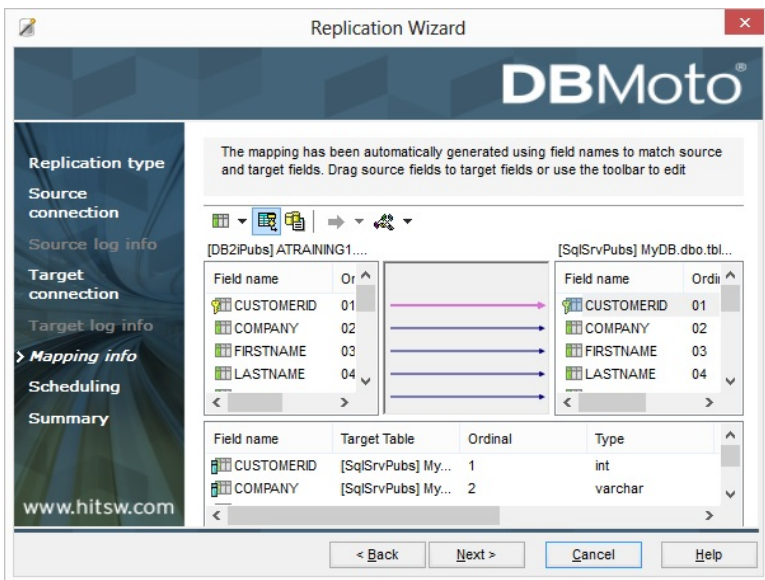 Replication Wizard
DBMoto®
Replication type
Source
connection
Source log info
Target
connection
Target log info
Mapping info
Scheduling
Summary
www.hitsw.com
The mapping has been automatically generated using field names to match source
and target fields. Drag source fields to target fields or use the toolbar to edit
[DB2iPubs] ATRAINING1....
Field name Or
CUSTOMERID 01
COMPANY 02
FIRSTNAME 03
LASTNAME 04
[SqlSrvPubs] MyDB.dbo.tbl...
Field name Ordi
CUSTOMERID 01
COMPANY 02
FIRSTNAME 03
LASTNAME 04
Field name Target Table Ordinal Type
CUSTOMERID [SqlSrvPubs] My... 1 int
COMPANY [SqlSrvPubs] My... 2 varchar
< Back Next > Cancel Help